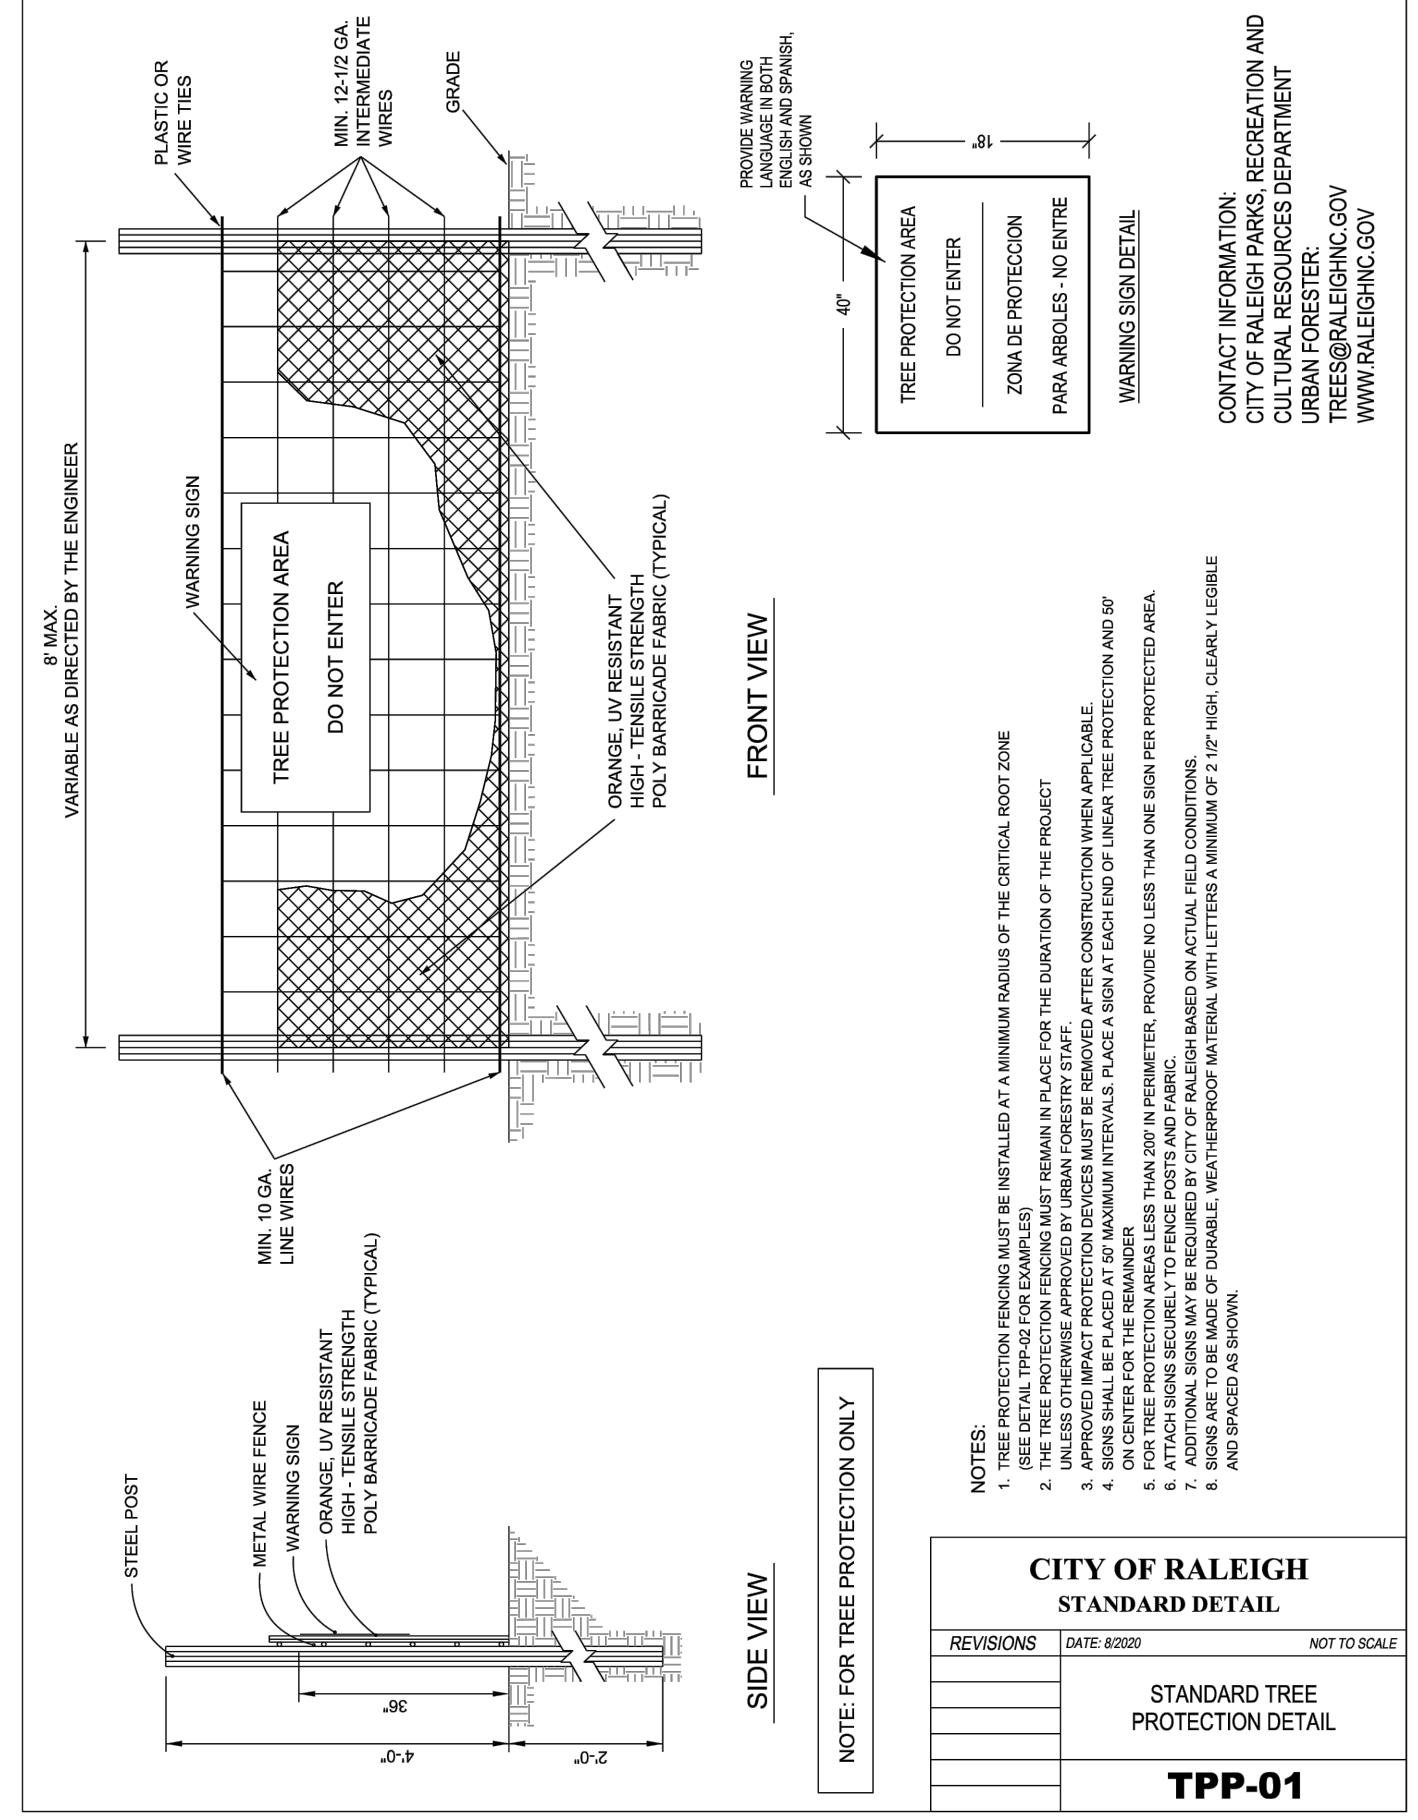 8' MAX.
VARIABLE AS DIRECTED BY THE ENGINEER
PLASTIC OR
WIRE TIES
MIN. 12-1/2 GA.
INTERMEDIATE
WIRES
GRADE
WARNING SIGN
TREE PROTECTION AREA
DO NOT ENTER
MIN. 10 GA.
LINE WIRES
ORANGE, UV RESISTANT
HIGH - TENSILE STRENGTH
POLY BARRICADE FABRIC (TYPICAL)
FRONT VIEW
STEEL POST
METAL WIRE FENCE
WARNING SIGN
ORANGE, UV RESISTANT
HIGH - TENSILE STRENGTH
POLY BARRICADE FABRIC (TYPICAL)
36"
4'-0"
2'-0"
SIDE VIEW
NOTE: FOR TREE PROTECTION ONLY
PROVIDE WARNING
LANGUAGE IN BOTH
ENGLISH AND SPANISH,
AS SHOWN
40"
18"
TREE PROTECTION AREA
DO NOT ENTER
ZONA DE PROTECCION
PARA ARBOLES - NO ENTRE
WARNING SIGN DETAIL
CONTACT INFORMATION:
CITY OF RALEIGH PARKS, RECREATION AND
CULTURAL RESOURCES DEPARTMENT
URBAN FORESTER:
TREES@RALEIGHNC.GOV
WWW.RALEIGHNC.GOV
NOTES:
1. TREE PROTECTION FENCING MUST BE INSTALLED AT A MINIMUM RADIUS OF THE CRITICAL ROOT ZONE
(SEE DETAIL TPP-02 FOR EXAMPLES)
2. THE TREE PROTECTION FENCING MUST REMAIN IN PLACE FOR THE DURATION OF THE PROJECT
UNLESS OTHERWISE APPROVED BY URBAN FORESTRY STAFF.
3. APPROVED IMPACT PROTECTION DEVICES MUST BE REMOVED AFTER CONSTRUCTION WHEN APPLICABLE.
4. SIGNS SHALL BE PLACED AT 50' MAXIMUM INTERVALS. PLACE A SIGN AT EACH END OF LINEAR TREE PROTECTION AND 50'
ON CENTER FOR THE REMAINDER
5. FOR TREE PROTECTION AREAS LESS THAN 200' IN PERIMETER, PROVIDE NO LESS THAN ONE SIGN PER PROTECTED AREA.
6. ATTACH SIGNS SECURELY TO FENCE POSTS AND FABRIC.
7. ADDITIONAL SIGNS MAY BE REQUIRED BY CITY OF RALEIGH BASED ON ACTUAL FIELD CONDITIONS.
8. SIGNS ARE TO BE MADE OF DURABLE, WEATHERPROOF MATERIAL WITH LETTERS A MINIMUM OF 2 1/2" HIGH, CLEARLY LEGIBLE
AND SPACED AS SHOWN.
CITY OF RALEIGH
STANDARD DETAIL
REVISIONS
DATE: 8/2020
NOT TO SCALE
STANDARD TREE
PROTECTION DETAIL
TPP-01